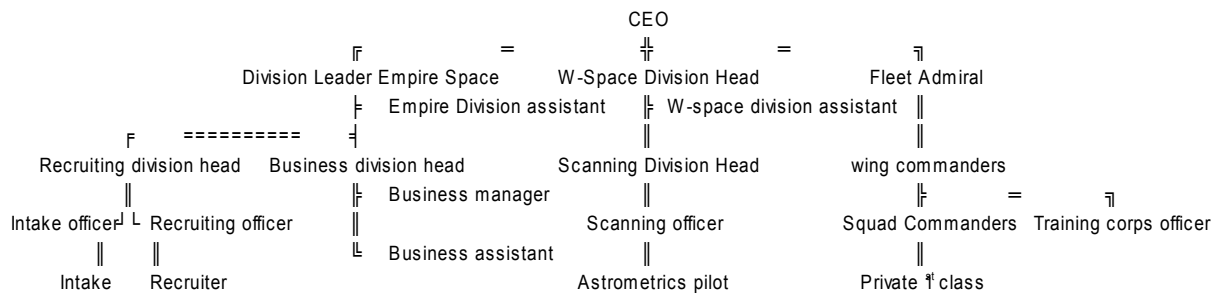 CEO
Division Leader Empire Space W-Space Division Head Fleet Admiral
Empire Division assistant W-space division assistant
Recruiting division head Business division head Scanning Division Head wing commanders
Business manager
Intake officer Recruiting officer Scanning officer Squad Commanders Training corps officer
Business assistant
Intake Recruiter Astrometrics pilot Private 1st class